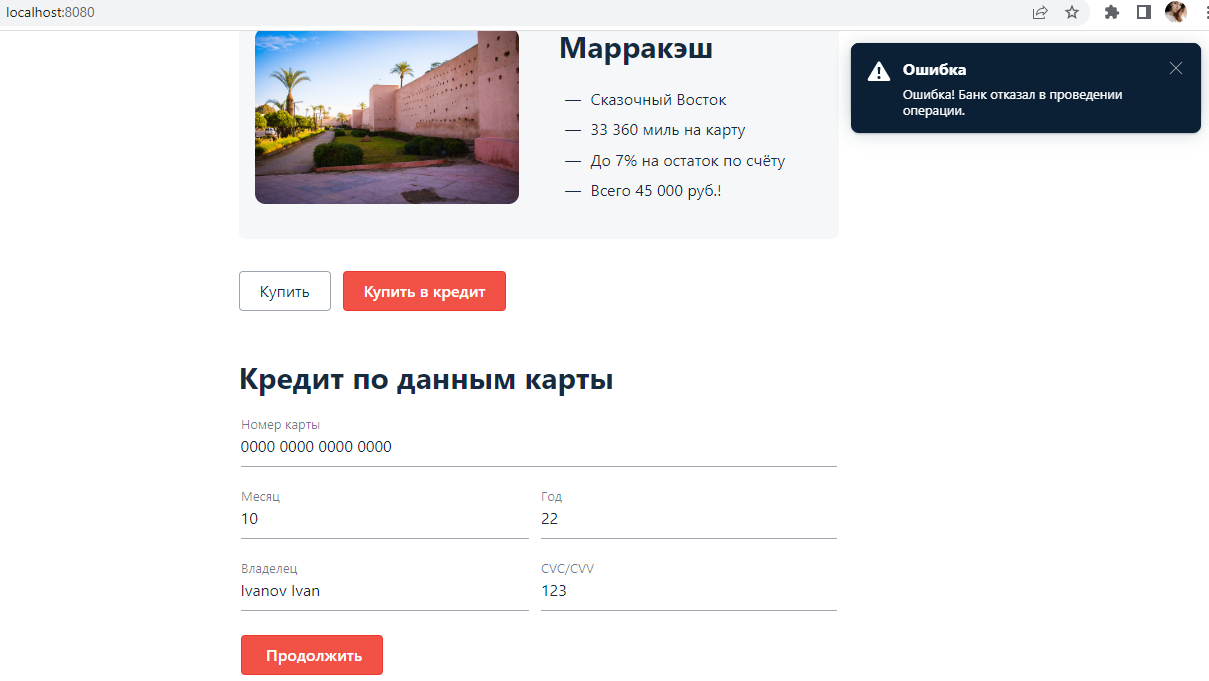 localhost:8080
Марракэш
— Сказочный Восток
— 33 360 миль на карту
— До 7% на остаток по счёту
— Всего 45 000 руб.!
Ошибка
Ошибка! Банк отказал в проведении
операции.
Купить
Купить в кредит
Кредит по данным карты
Номер карты
0000 0000 0000 0000
Месяц
Год
10
22
Владелец
CVC/CVV
Ivanov Ivan
123
Продолжить